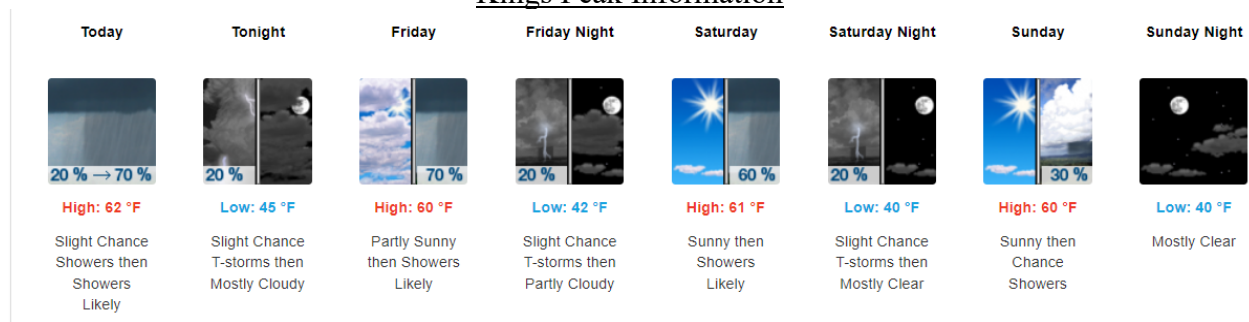 Kings Peak Information
Today Tonight Friday Friday Night Saturday Saturday Night Sunday Sunday Night
20 % → 70 % 20 % 70 % 20 % 60 % 20 % 30 %
High: 62 °F Low: 45 °F High: 60 °F Low: 42 °F High: 61 °F Low: 40 °F High: 60 °F Low: 40 °F
Slight Chance Slight Chance Partly Sunny Slight Chance Sunny then Slight Chance Sunny then Mostly Clear
Showers then T-storms then then Showers T-storms then Showers T-storms then Chance
Showers Mostly Cloudy Likely Partly Cloudy Likely Mostly Clear Showers
Likely